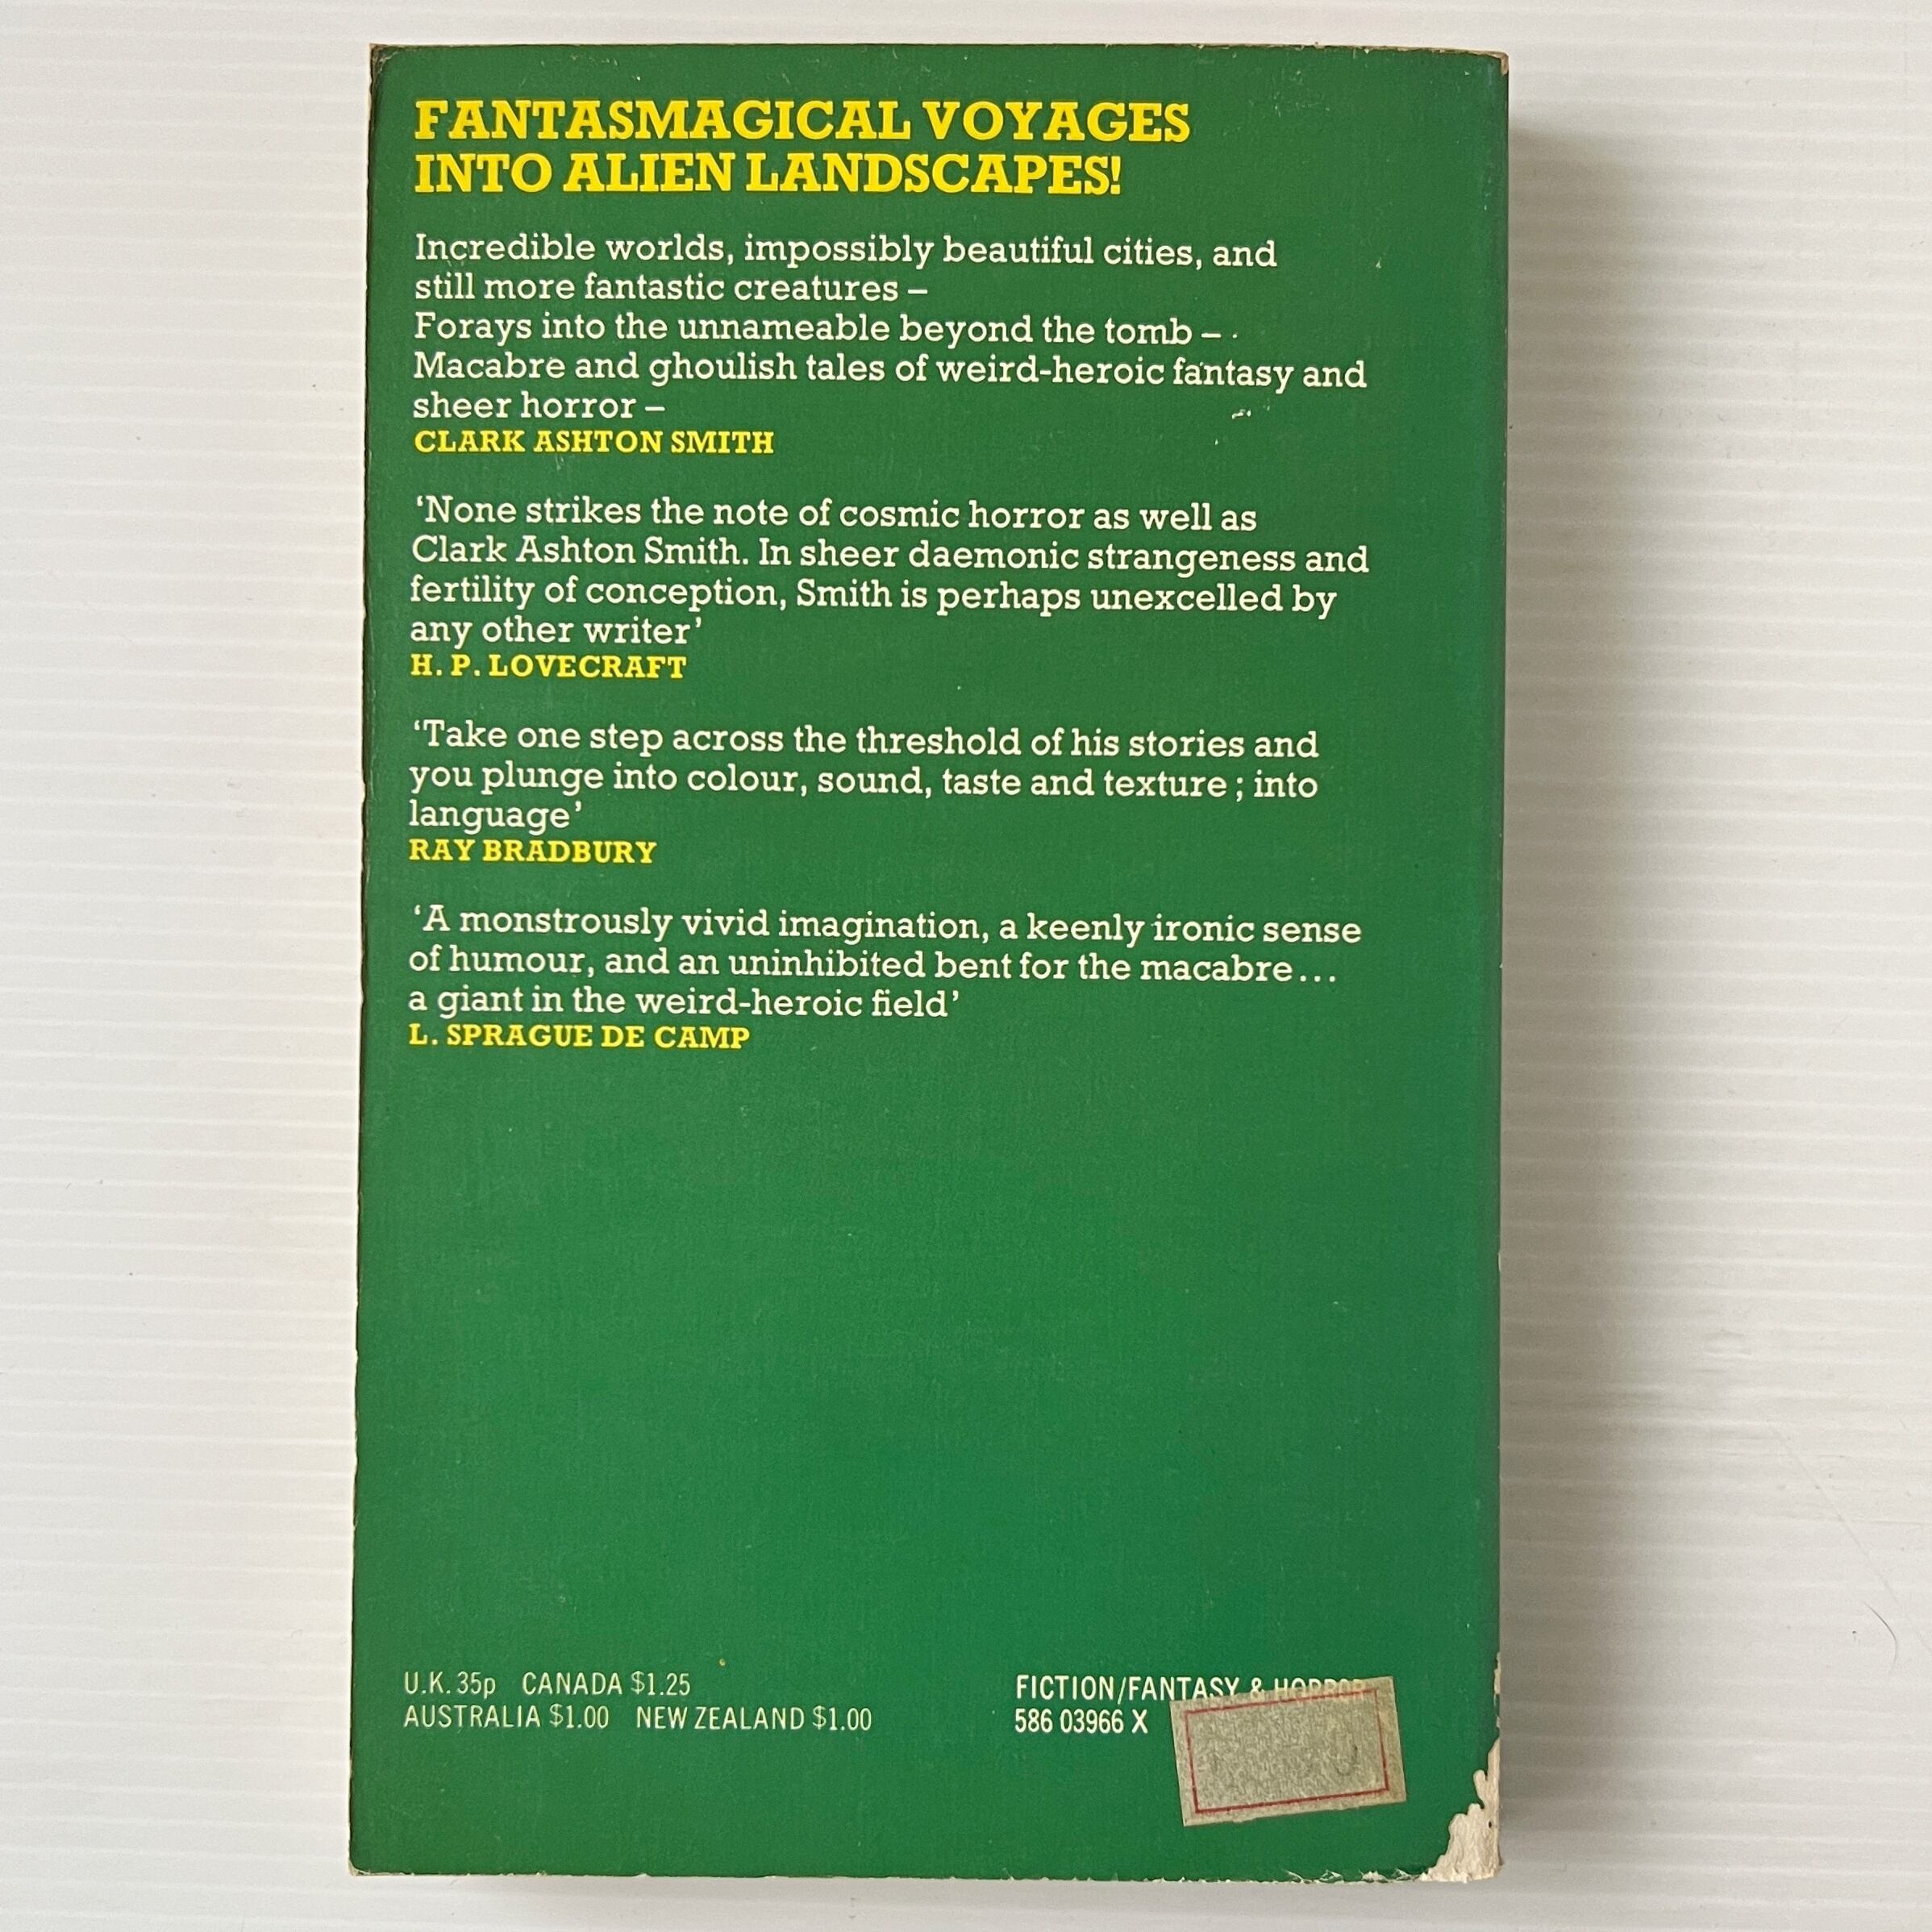 FANTASMAGICAL VOYAGES
INTO ALIEN LANDSCAPES!
Incredible worlds, impossibly beautiful cities, and
still more fantastic creatures –
Forays into the unnameable beyond the tomb –
Macabre and ghoulish tales of weird-heroic fantasy and
sheer horror –
CLARK ASHTON SMITH
‘None strikes the note of cosmic horror as well as
Clark Ashton Smith. In sheer daemonic strangeness and
fertility of conception, Smith is perhaps unexcelled by
any other writer’
H. P. LOVECRAFT
‘Take one step across the threshold of his stories and
you plunge into colour, sound, taste and texture ; into
language’
RAY BRADBURY
‘A monstrously vivid imagination, a keenly ironic sense
of humour, and an uninhibited bent for the macabre...
a giant in the weird-heroic field’
L. SPRAGUE DE CAMP
U.K. 35p CANADA $1.25
AUSTRALIA $1.00 NEW ZEALAND $1.00
FICTION/FANTASY & HORROR
586 03966 X